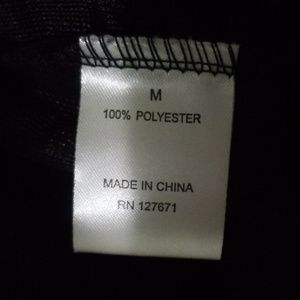 M
100% POLYESTER
MADE IN CHINA
RN 127671